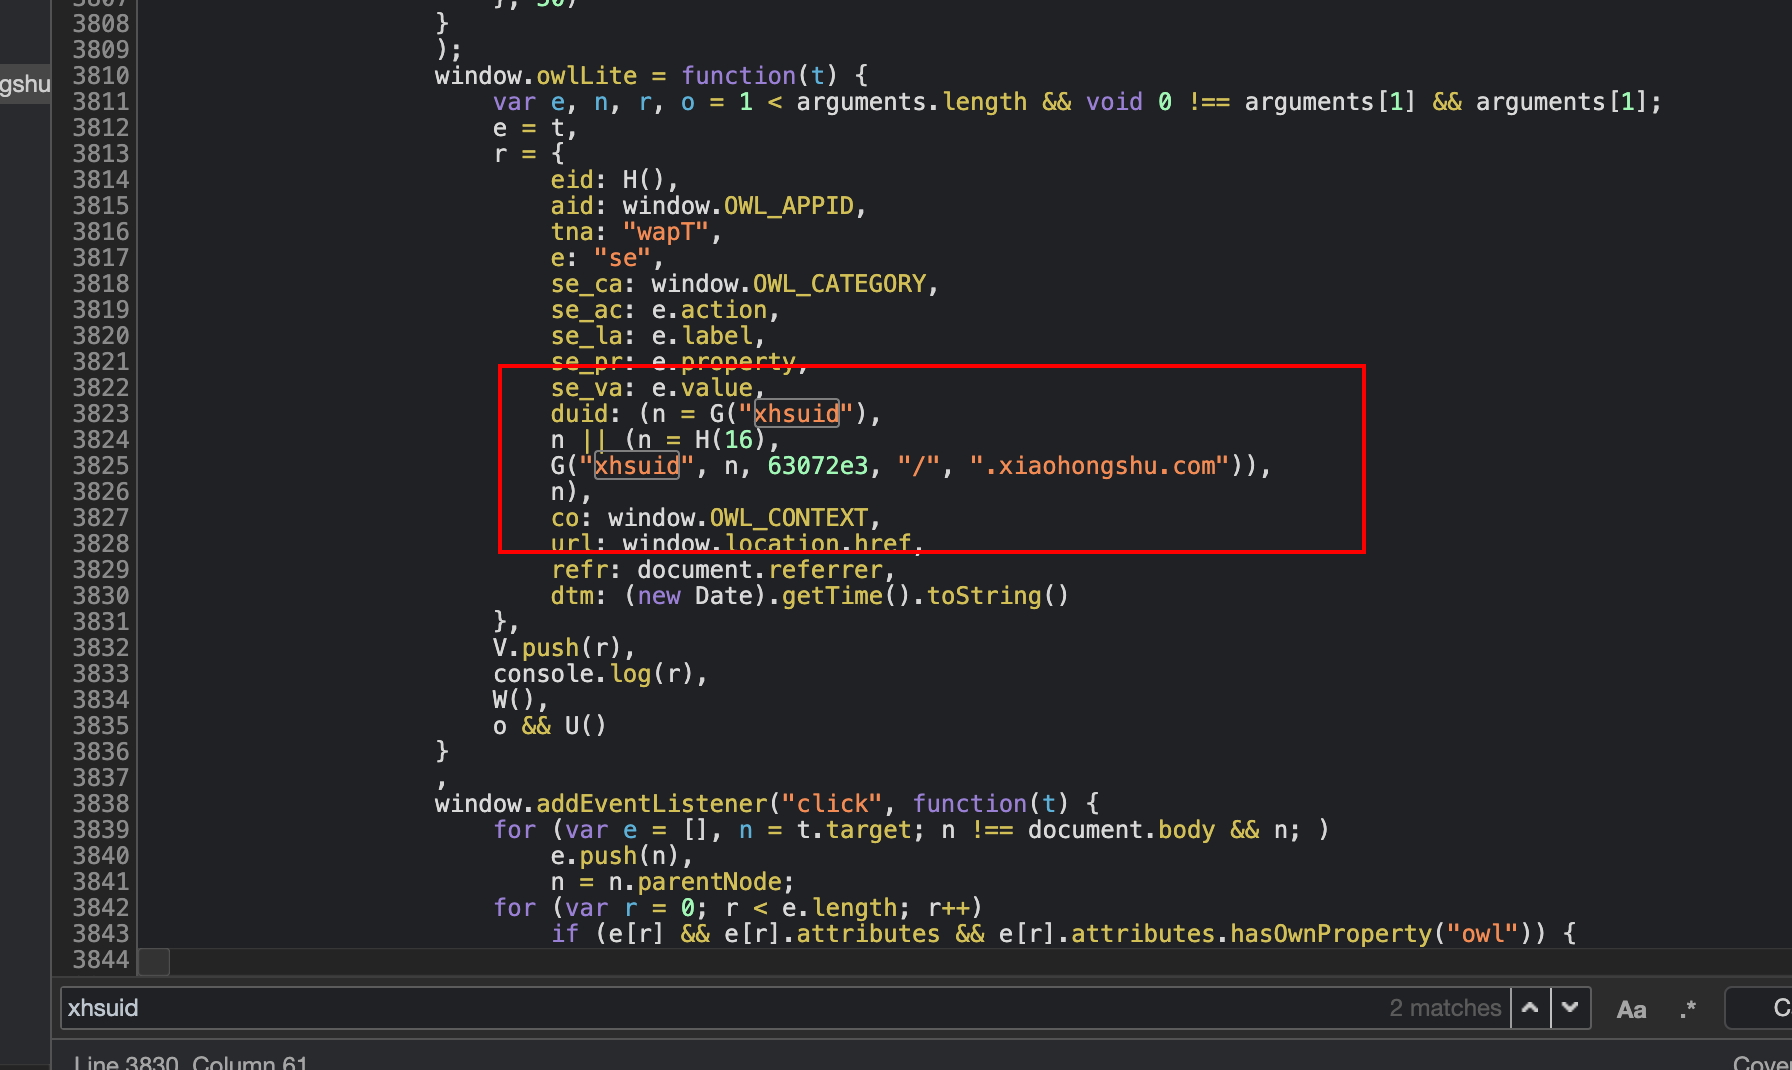 3807 }, 50)
3808 }
3809 );
3810 window.owlLite = function(t) {
3811 var e, n, r, o = 1 < arguments.length && void 0 !== arguments[1] && arguments[1];
3812 e = t,
3813 r = {
3814 eid: H(),
3815 aid: window.OWL_APPID,
3816 tna: "wapT",
3817 e: "se",
3818 se_ca: window.OWL_CATEGORY,
3819 se_ac: e.action,
3820 se_la: e.label,
3821 se_pr: e.property,
3822 se_va: e.value,
3823 duid: (n = G("xhsuid"),
3824 n || (n = H(16),
3825 G("xhsuid", n, 63072e3, "/", ".xiaohongshu.com")),
3826 n),
3827 co: window.OWL_CONTEXT,
3828 url: window.location.href,
3829 refr: document.referrer,
3830 dtm: (new Date).getTime().toString()
3831 },
3832 V.push(r),
3833 console.log(r),
3834 W(),
3835 o && U()
3836 }
3837 ,
3838 window.addEventListener("click", function(t) {
3839 for (var e = [], n = t.target; n !== document.body && n; )
3840 e.push(n),
3841 n = n.parentNode;
3842 for (var r = 0; r < e.length; r++)
3843 if (e[r] && e[r].attributes && e[r].attributes.hasOwnProperty("owl")) {
3844
gshu
xhsuid 2 matches Aa .* C
Line 3830, Column 61 Cover